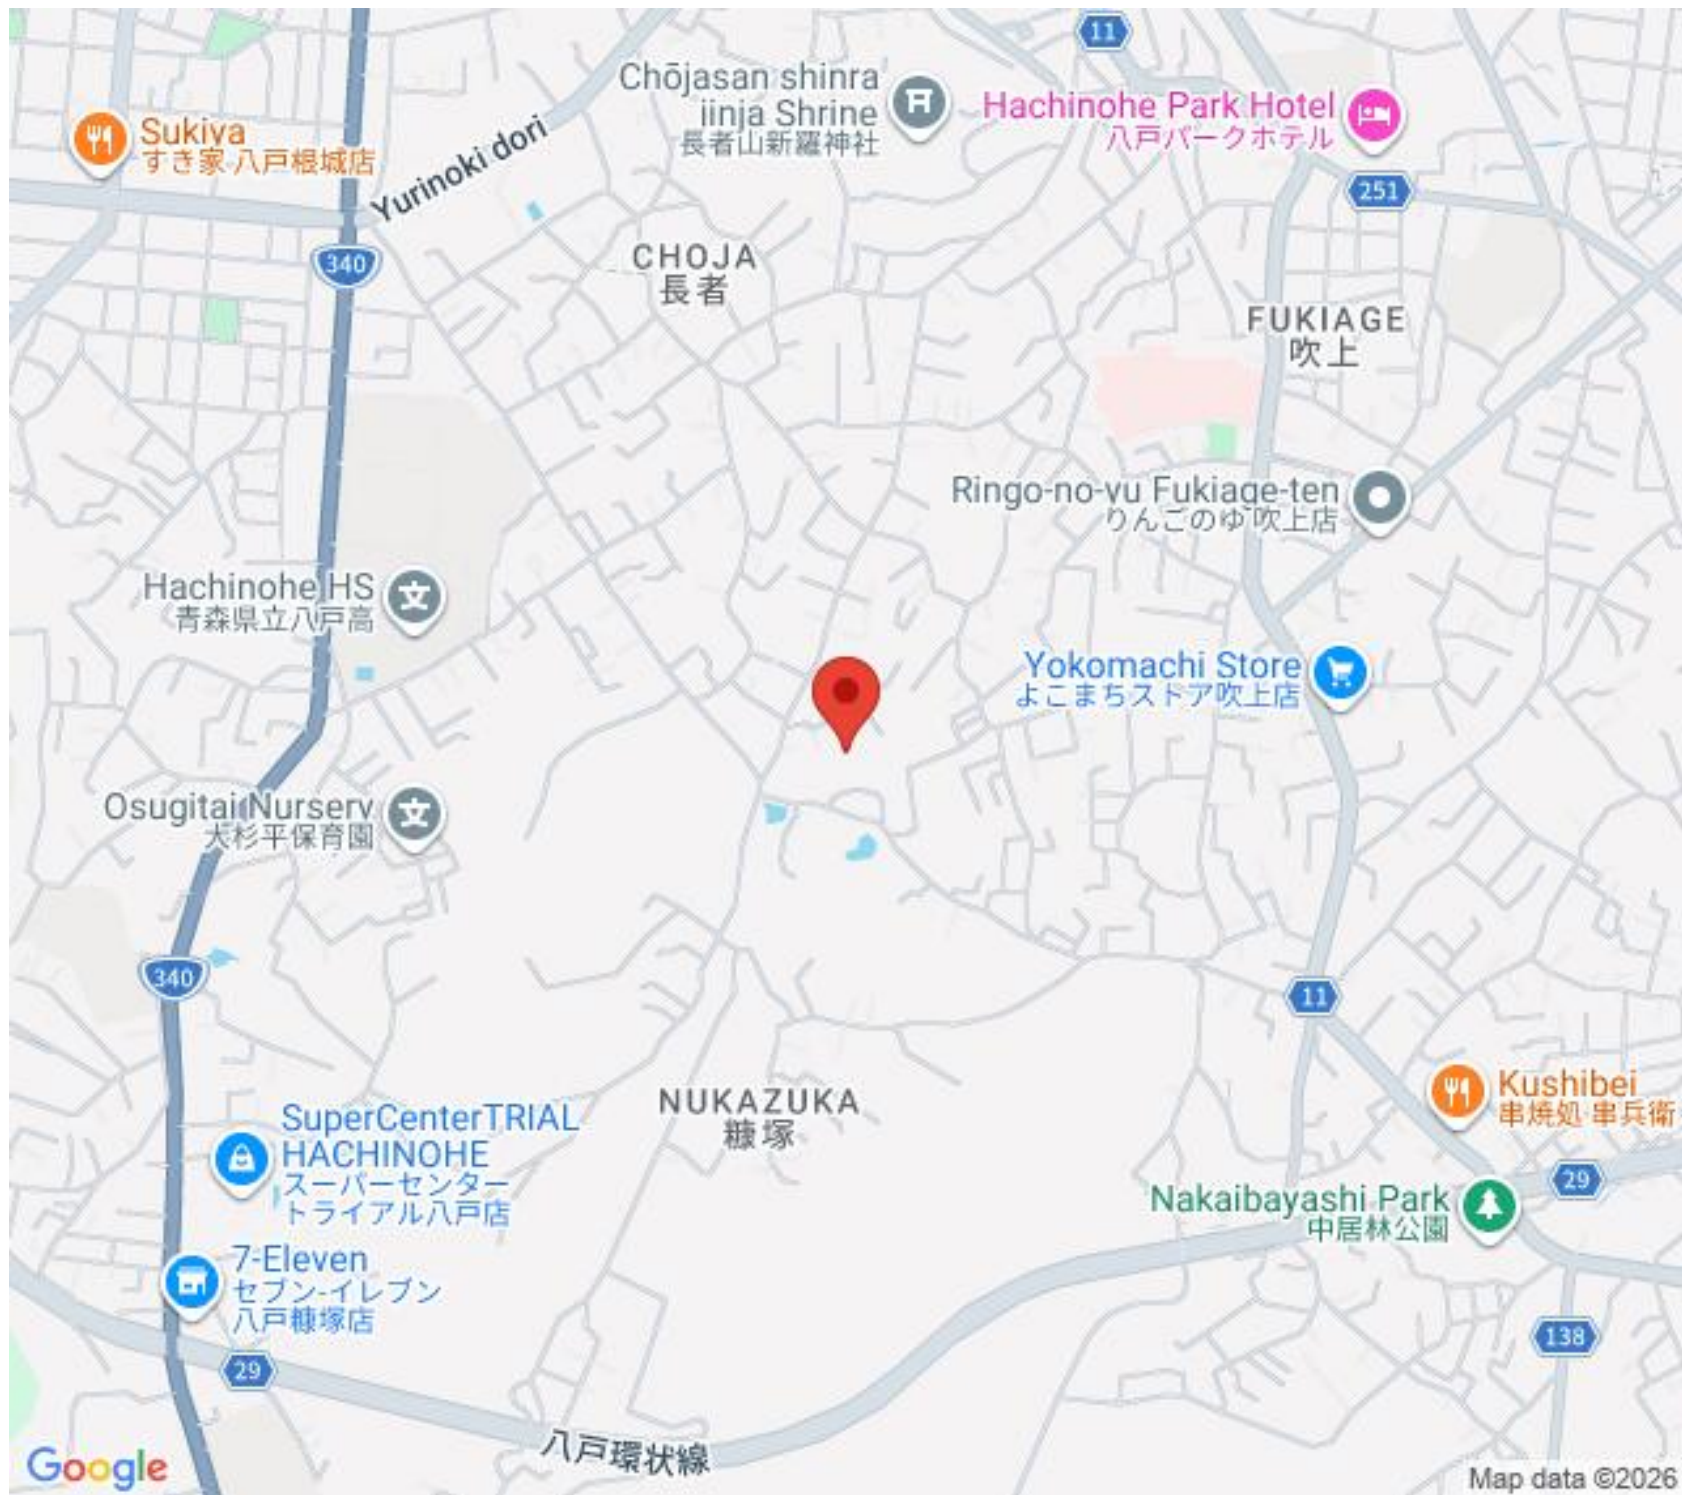 11
Chōjasan shinra
jinja Shrine
長者山新羅神社
Hachinohe Park Hotel
八戸パークホテル
Sukiya
すき家 八戸根城店
Yurinoki dori
251
340
CHOJA
長者
FUKIAGE
吹上
Ringo-no-yu Fukiage-ten
りんごのゆ 吹上店
Hachinohe HS
青森県立八戸高
Yokomachi Store
よこまちストア吹上店
Osugitai Nursery
大杉平保育園
340
11
NUKAZUKA
糠塚
Kushibei
串焼処 串兵衛
SuperCenterTRIAL
HACHINOHE
スーパーセンター
トライアル八戸店
29
Nakaibayashi Park
中居林公園
7-Eleven
セブン-イレブン
八戸糠塚店
138
29
八戸環状線
Google
Map data ©2026